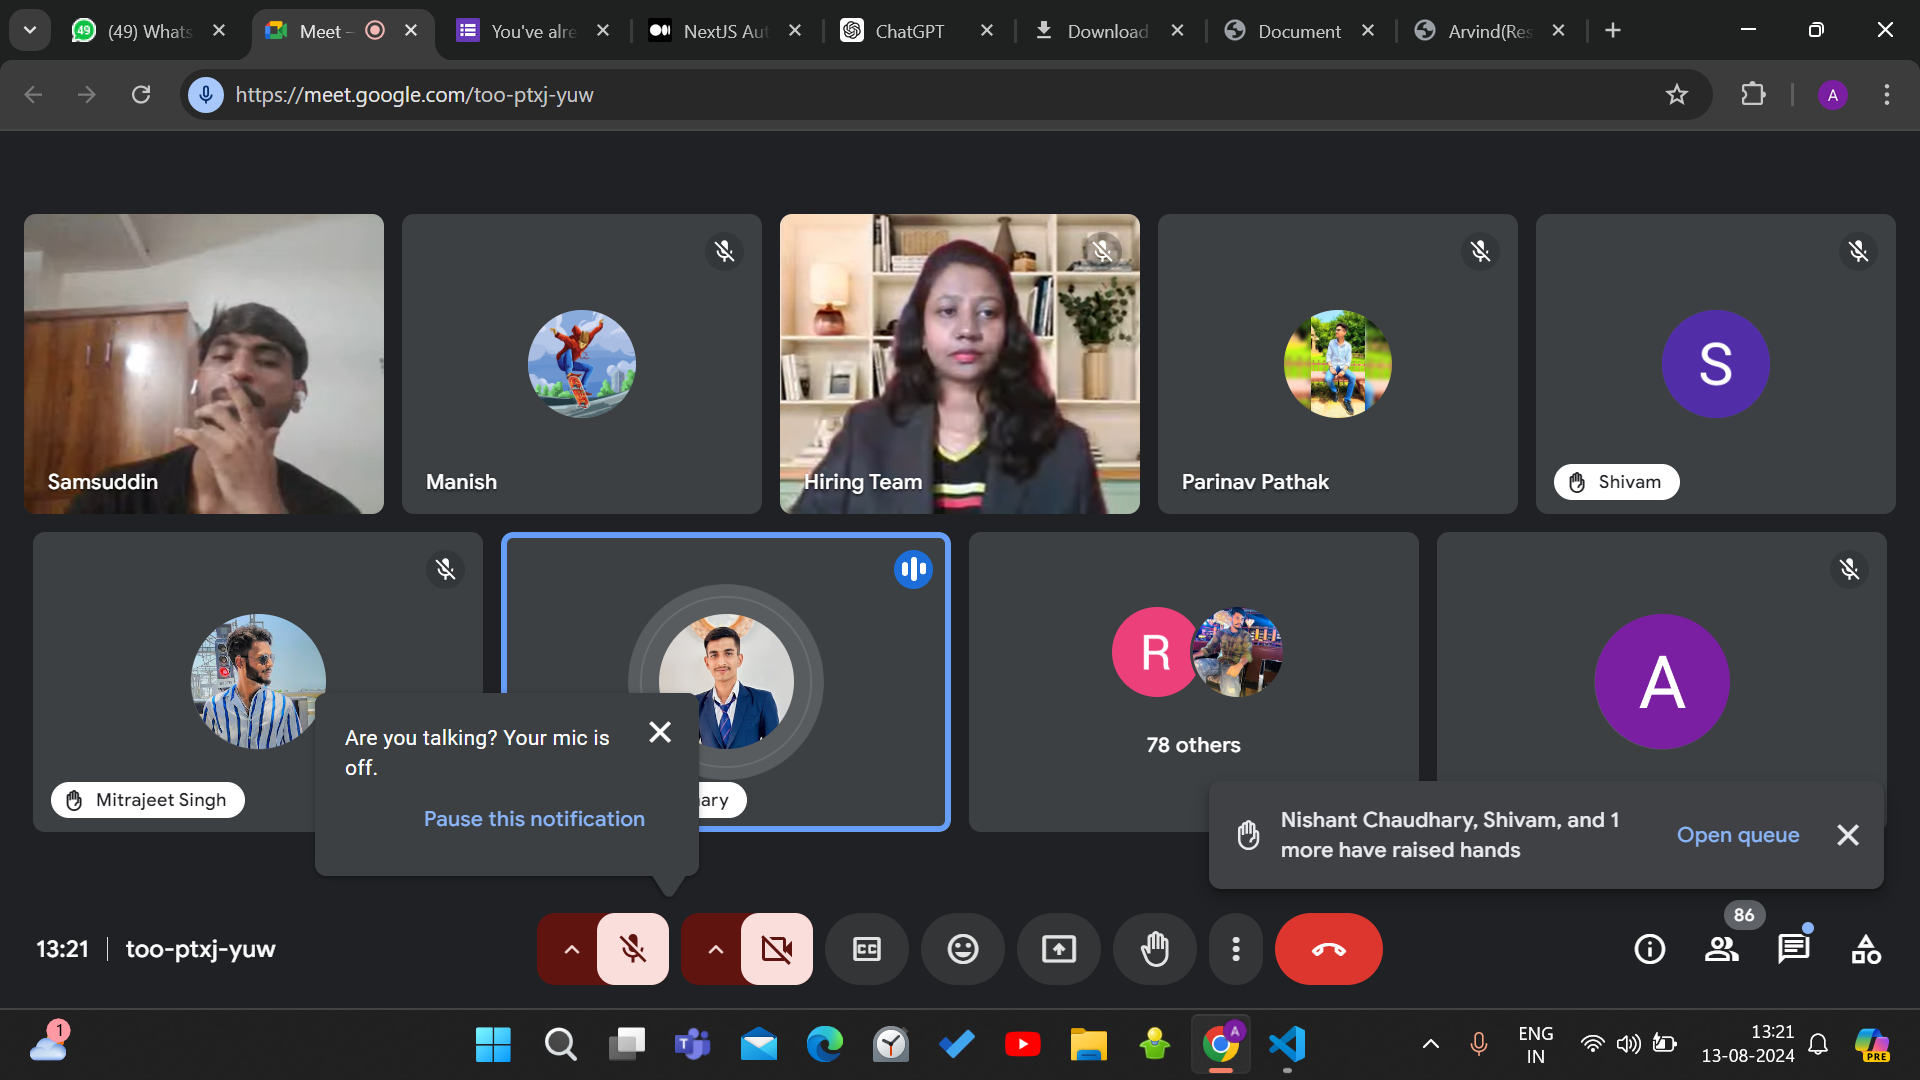 49
(49) Whats
Meet -
You've alre
NextJS Aut
ChatGPT
Download
Document
Arvind(Res
https://meet.google.com/too-ptxj-yuw
A
Samsuddin
Manish
Hiring Team
Parinav Pathak
S
Shivam
Mitrajeet Singh
Are you talking? Your mic is
off.
Pause this notification
ary
R
78 others
A
Nishant Chaudhary, Shivam, and 1
more have raised hands
Open queue
13:21
too-ptxj-yuw
CC
86
1
A
ENG
IN
13:21
13-08-2024
PRE